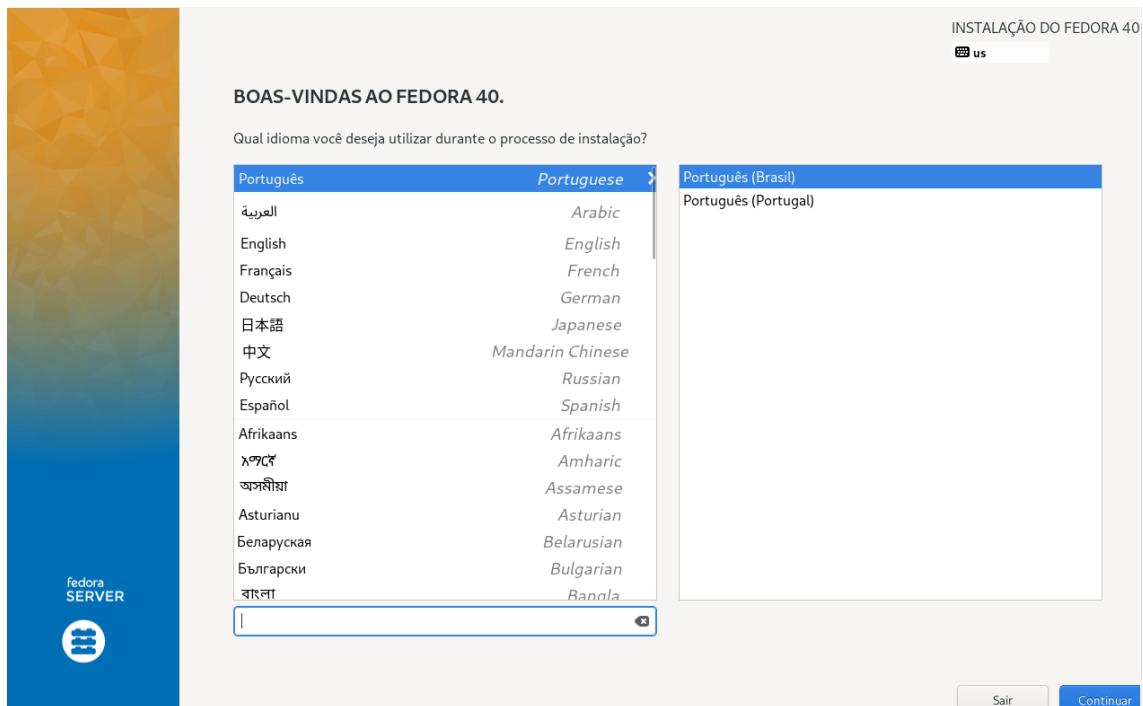 INSTALAÇÃO DO FEDORA 40
us
BOAS-VINDAS AO FEDORA 40.
Qual idioma você deseja utilizar durante o processo de instalação?
Português Portuguese
العربية Arabic
English English
Français French
Deutsch German
日本語 Japanese
中文 Mandarin Chinese
Русский Russian
Español Spanish
Afrikaans Afrikaans
አማርኛ Amharic
অসমীয়া Assamese
Asturianu Asturian
Беларуская Belarusian
Български Bulgarian
বাংলা Bangla
Português (Brasil)
Português (Portugal)
fedora
SERVER
Sair
Continuar